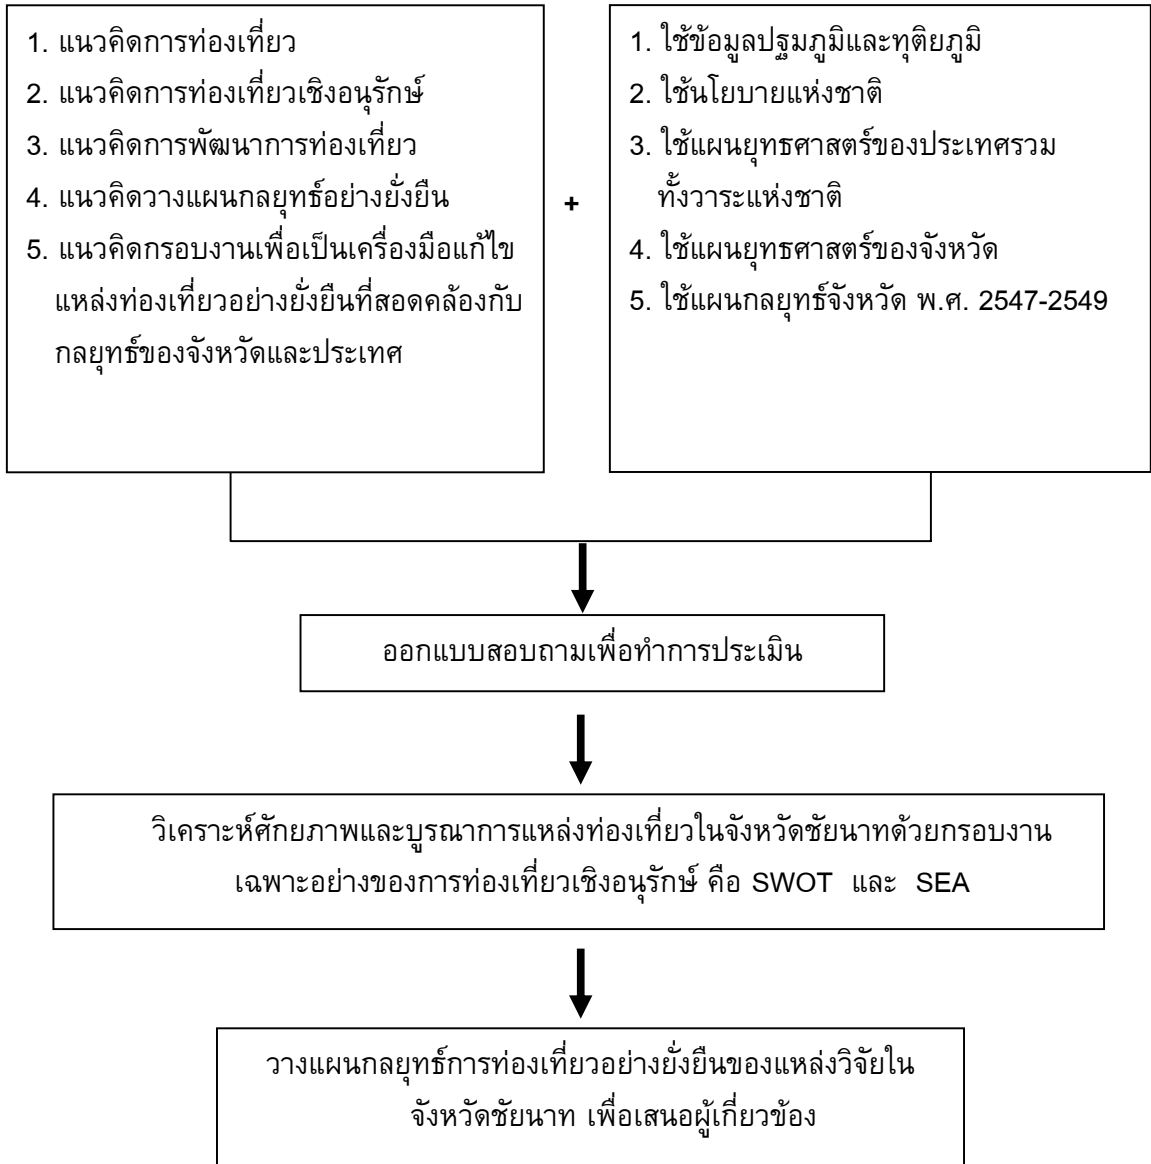 1. แนวคิดการท่องเที่ยว
2. แนวคิดการท่องเที่ยวเชิงอนุรักษ์
3. แนวคิดการพัฒนาการท่องเที่ยว
4. แนวคิดวางแผนกลยุทธ์อย่างยั่งยืน
5. แนวคิดกรอบงานเพื่อเป็นเครื่องมือแก้ไข
แหล่งท่องเที่ยวอย่างยั่งยืนที่สอดคล้องกับ
กลยุทธ์ของจังหวัดและประเทศ
+
1. ใช้ข้อมูลปฐมภูมิและทุติยภูมิ
2. ใช้นโยบายแห่งชาติ
3. ใช้แผนยุทธศาสตร์ของประเทศรวม
ทั้งวาระแห่งชาติ
4. ใช้แผนยุทธศาสตร์ของจังหวัด
5. ใช้แผนกลยุทธ์จังหวัด พ.ศ. 2547-2549
ออกแบบสอบถามเพื่อทำการประเมิน
วิเคราะห์ศักยภาพและบูรณาการแหล่งท่องเที่ยวในจังหวัดชัยนาทด้วยกรอบงาน
เฉพาะอย่างของการท่องเที่ยวเชิงอนุรักษ์ คือ SWOT และ SEA
วางแผนกลยุทธ์การท่องเที่ยวอย่างยั่งยืนของแหล่งวิจัยใน
จังหวัดชัยนาท เพื่อเสนอผู้เกี่ยวข้อง